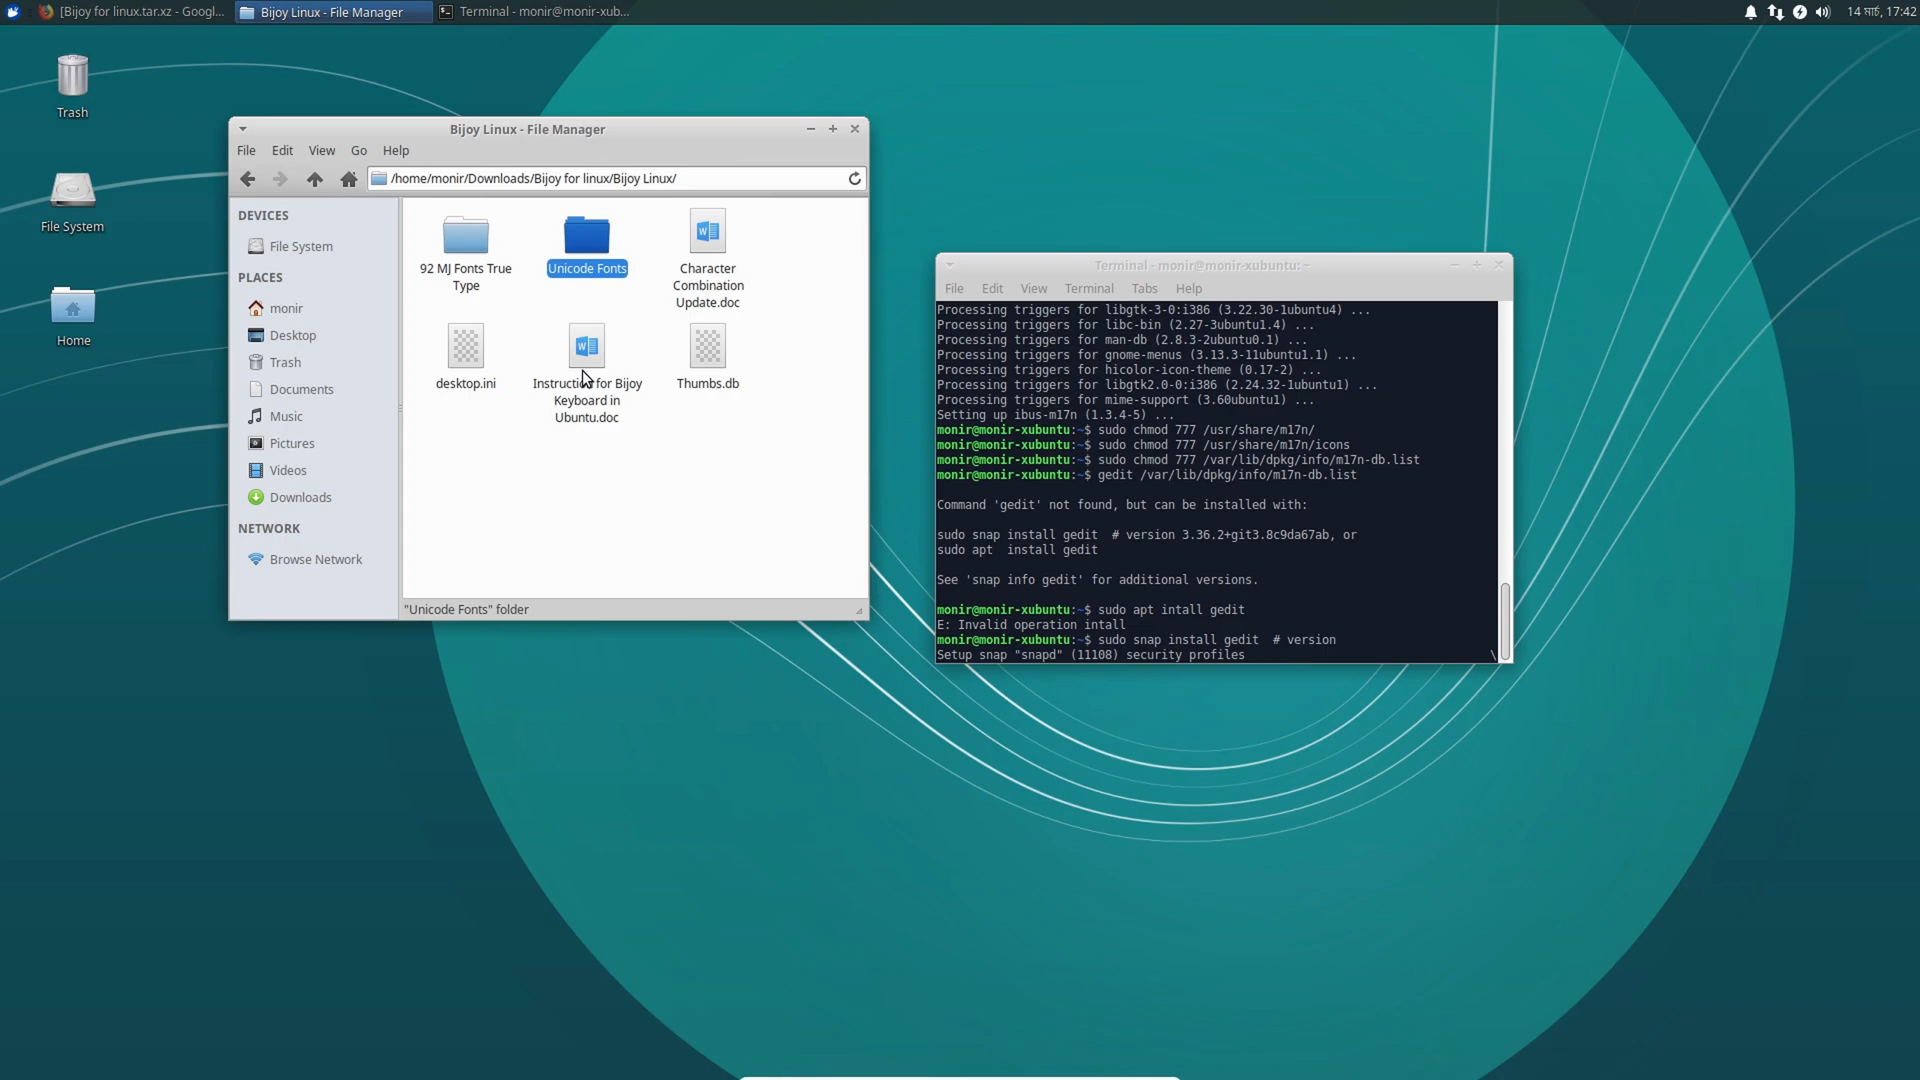 [Bijoy for linux.tar.xz - Googl...
Bijoy Linux - File Manager
Terminal - monir@monir-xub...
14 মার্চ, 17:42
Trash
File System
Home
Bijoy Linux - File Manager
File Edit View Go Help
/home/monir/Downloads/Bijoy for linux/Bijoy Linux/
DEVICES
File System
PLACES
monir
Desktop
Trash
Documents
Music
Pictures
Videos
Downloads
NETWORK
Browse Network
92 MJ Fonts True
Type
Unicode Fonts
Character
Combination
Update.doc
desktop.ini
Instruction for Bijoy
Keyboard in
Ubuntu.doc
Thumbs.db
"Unicode Fonts" folder
Terminal - monir@monir-xubuntu: ~
File Edit View Terminal Tabs Help
Processing triggers for libgtk-3-0:i386 (3.22.30-1ubuntu4) ...
Processing triggers for libc-bin (2.27-3ubuntu1.4) ...
Processing triggers for man-db (2.8.3-2ubuntu0.1) ...
Processing triggers for gnome-menus (3.13.3-11ubuntu1.1) ...
Processing triggers for hicolor-icon-theme (0.17-2) ...
Processing triggers for libgtk2.0-0:i386 (2.24.32-1ubuntu1) ...
Processing triggers for mime-support (3.60ubuntu1) ...
Setting up ibus-m17n (1.3.4-5) ...
monir@monir-xubuntu:~$ sudo chmod 777 /usr/share/m17n/
monir@monir-xubuntu:~$ sudo chmod 777 /usr/share/m17n/icons
monir@monir-xubuntu:~$ sudo chmod 777 /var/lib/dpkg/info/m17n-db.list
monir@monir-xubuntu:~$ gedit /var/lib/dpkg/info/m17n-db.list
Command 'gedit' not found, but can be installed with:
sudo snap install gedit  # version 3.36.2+git3.8c9da67ab, or
sudo apt  install gedit
See 'snap info gedit' for additional versions.
monir@monir-xubuntu:~$ sudo apt intall gedit
E: Invalid operation intall
monir@monir-xubuntu:~$ sudo snap install gedit  # version
Setup snap "snapd" (11108) security profiles \